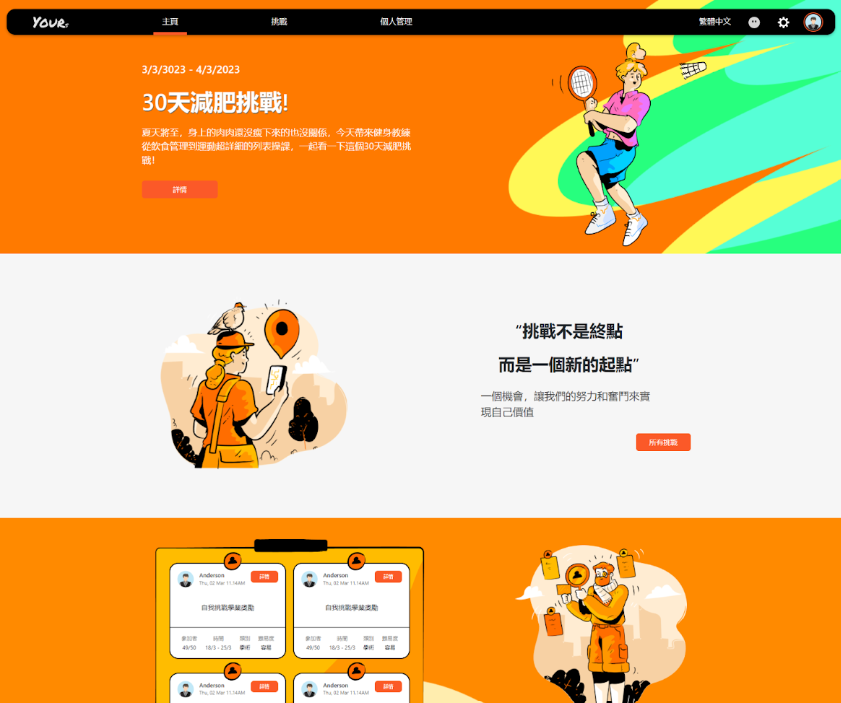 Your
主頁
挑戰
個人管理
繁體中文
3/3/3023 - 4/3/2023
30天減肥挑戰!
夏天將至，身上的肉肉還沒瘦下來的也沒關係，今天帶來健身教練
從飲食管理到運動超詳細的列表操課，一起看一下這個30天減肥挑
戰!
詳情
"挑戰不是終點
而是一個新的起點"
一個機會，讓我們的努力和奮鬥來實
現自己價值
所有挑戰
Anderson
Thu, 02 Mar 11:14AM
詳情
自我挑戰學業獎勵
參加者 時間 類別 難易度
49/50 18/3 - 25/3 學術 容易
Anderson
Thu, 02 Mar 11:14AM
詳情
自我挑戰學業獎勵
參加者 時間 類別 難易度
49/50 18/3 - 25/3 學術 容易
Anderson
Thu, 02 Mar 11:14AM
詳情
Anderson
Thu, 02 Mar 11:14AM
詳情